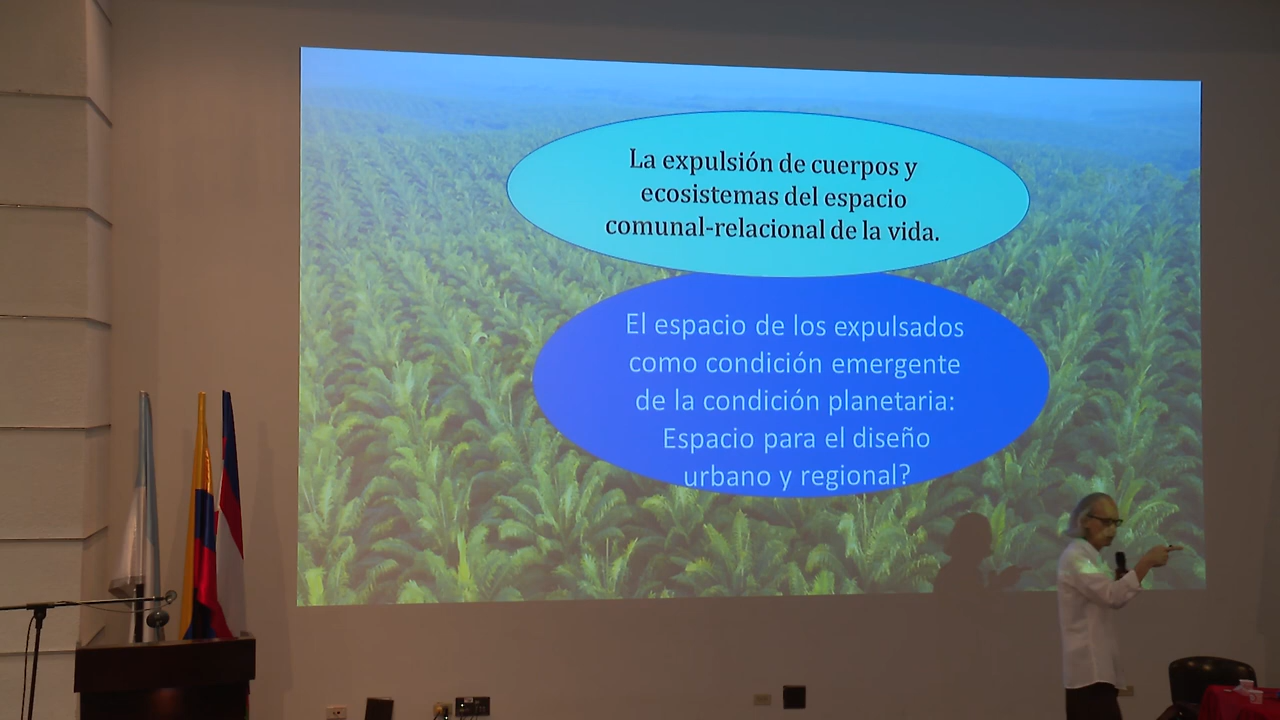 La expulsión de cuerpos y
ecosistemas del espacio
comunal-relacional de la vida.
El espacio de los expulsados
como condición emergente
de la condición planetaria:
Espacio para el diseño
urbano y regional?